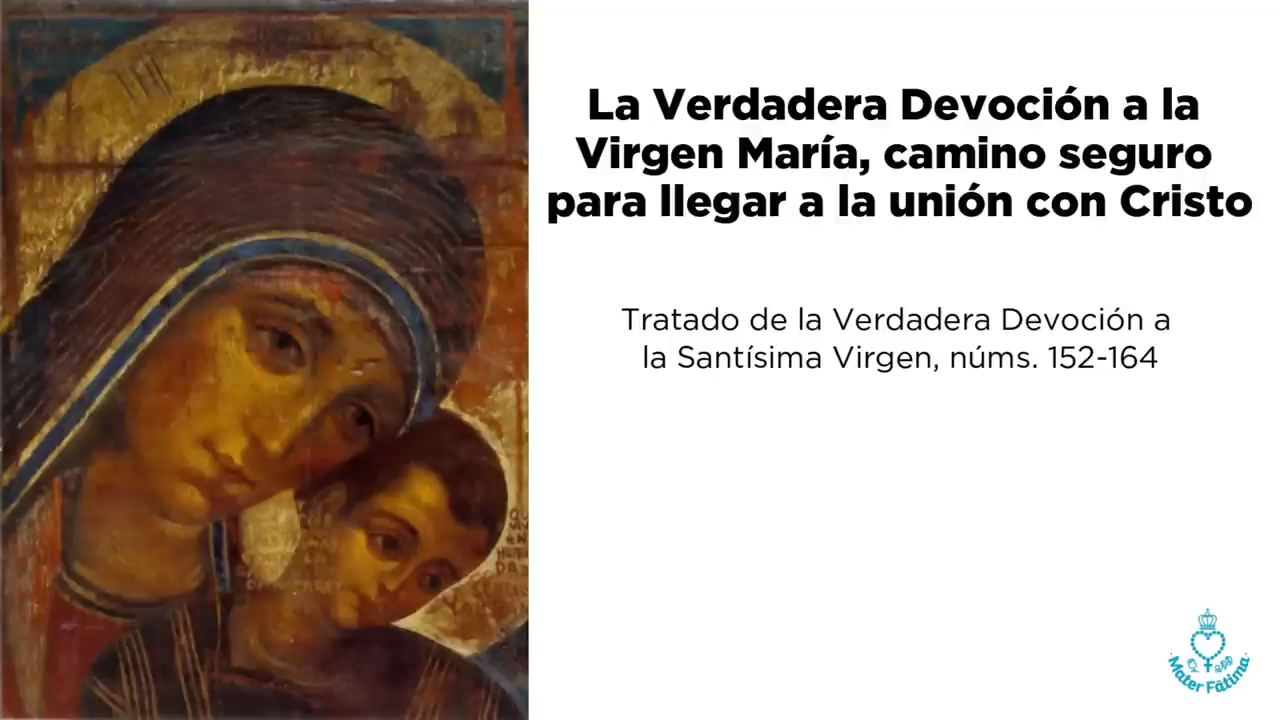 La Verdadera Devoción a la
Virgen María, camino seguro
para llegar a la unión con Cristo
Tratado de la Verdadera Devoción a
la Santísima Virgen, núms. 152-164
Mater Fátima